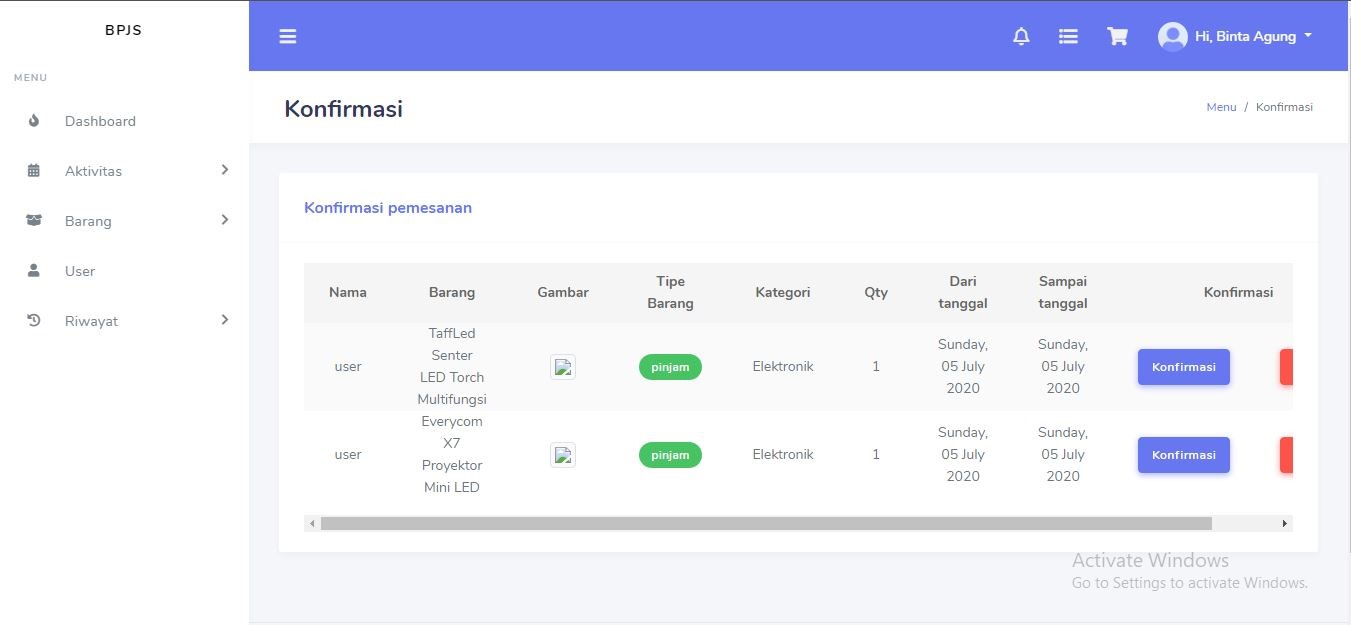 BPJS
Hi, Binta Agung
MENU
Dashboard
Aktivitas
Barang
User
Riwayat
Konfirmasi
Menu / Konfirmasi
Konfirmasi pemesanan
Nama Barang Gambar Tipe Barang Kategori Qty Dari tanggal Sampai tanggal Konfirmasi
user
TaffLed
Senter
LED Torch
Multifungsi
pinjam
Elektronik
1
Sunday,
05 July
2020
Sunday,
05 July
2020
Konfirmasi
user
Everycom
X7
Proyektor
Mini LED
pinjam
Elektronik
1
Sunday,
05 July
2020
Sunday,
05 July
2020
Konfirmasi
Activate Windows
Go to Settings to activate Windows.